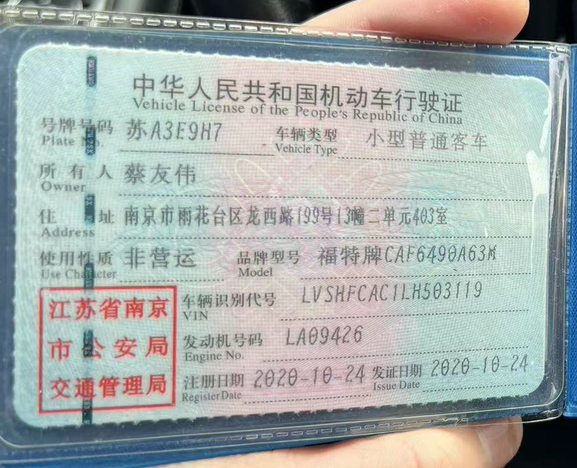 中华人民共和国机动车行驶证
Vehicle License of the People's Republic of China
号牌号码 苏A3E9H7 车辆类型 小型普通客车
Plate No. Vehicle Type
所有人 蔡友伟
Owner
住址 南京市雨花台区龙西路199号13幢二单元403室
Address
使用性质 非营运 品牌型号 福特牌CAF6490A63M
Use Character Model
江苏省南京
市公安局
交通管理局
车辆识别代号 LVSHFCAC1LH503119
VIN
发动机号码 LA09426
Engine No.
注册日期 2020-10-24 发证日期 2020-10-24
Register Date Issue Date